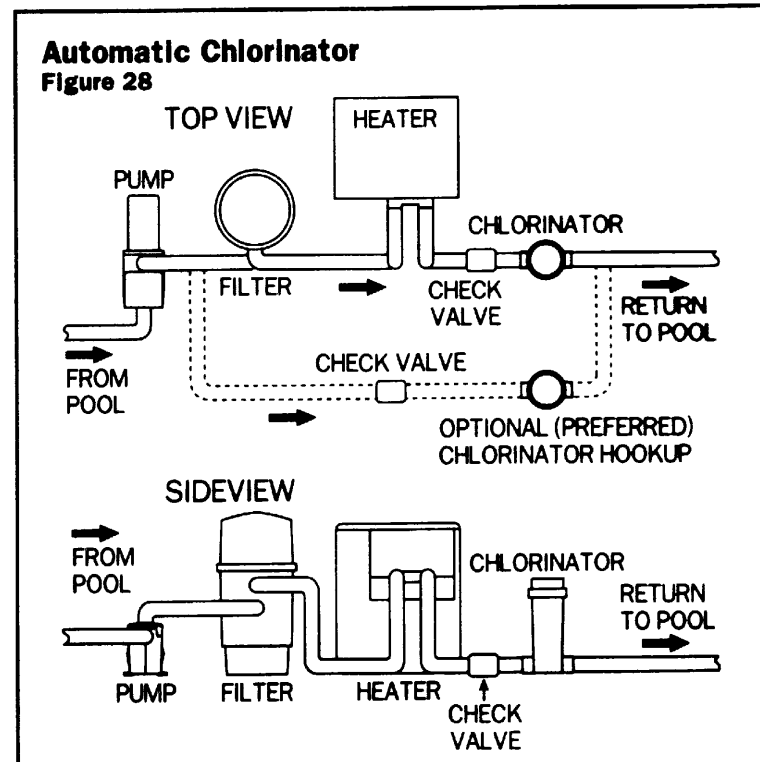 Automatic Chlorinator
Figure 28
TOP VIEW
HEATER
PUMP
CHLORINATOR
FILTER
CHECK
VALVE
RETURN
TO POOL
FROM
POOL
CHECK VALVE
OPTIONAL (PREFERRED)
CHLORINATOR HOOKUP
SIDEVIEW
FROM
POOL
CHLORINATOR
RETURN
TO POOL
PUMP
FILTER
HEATER
CHECK
VALVE